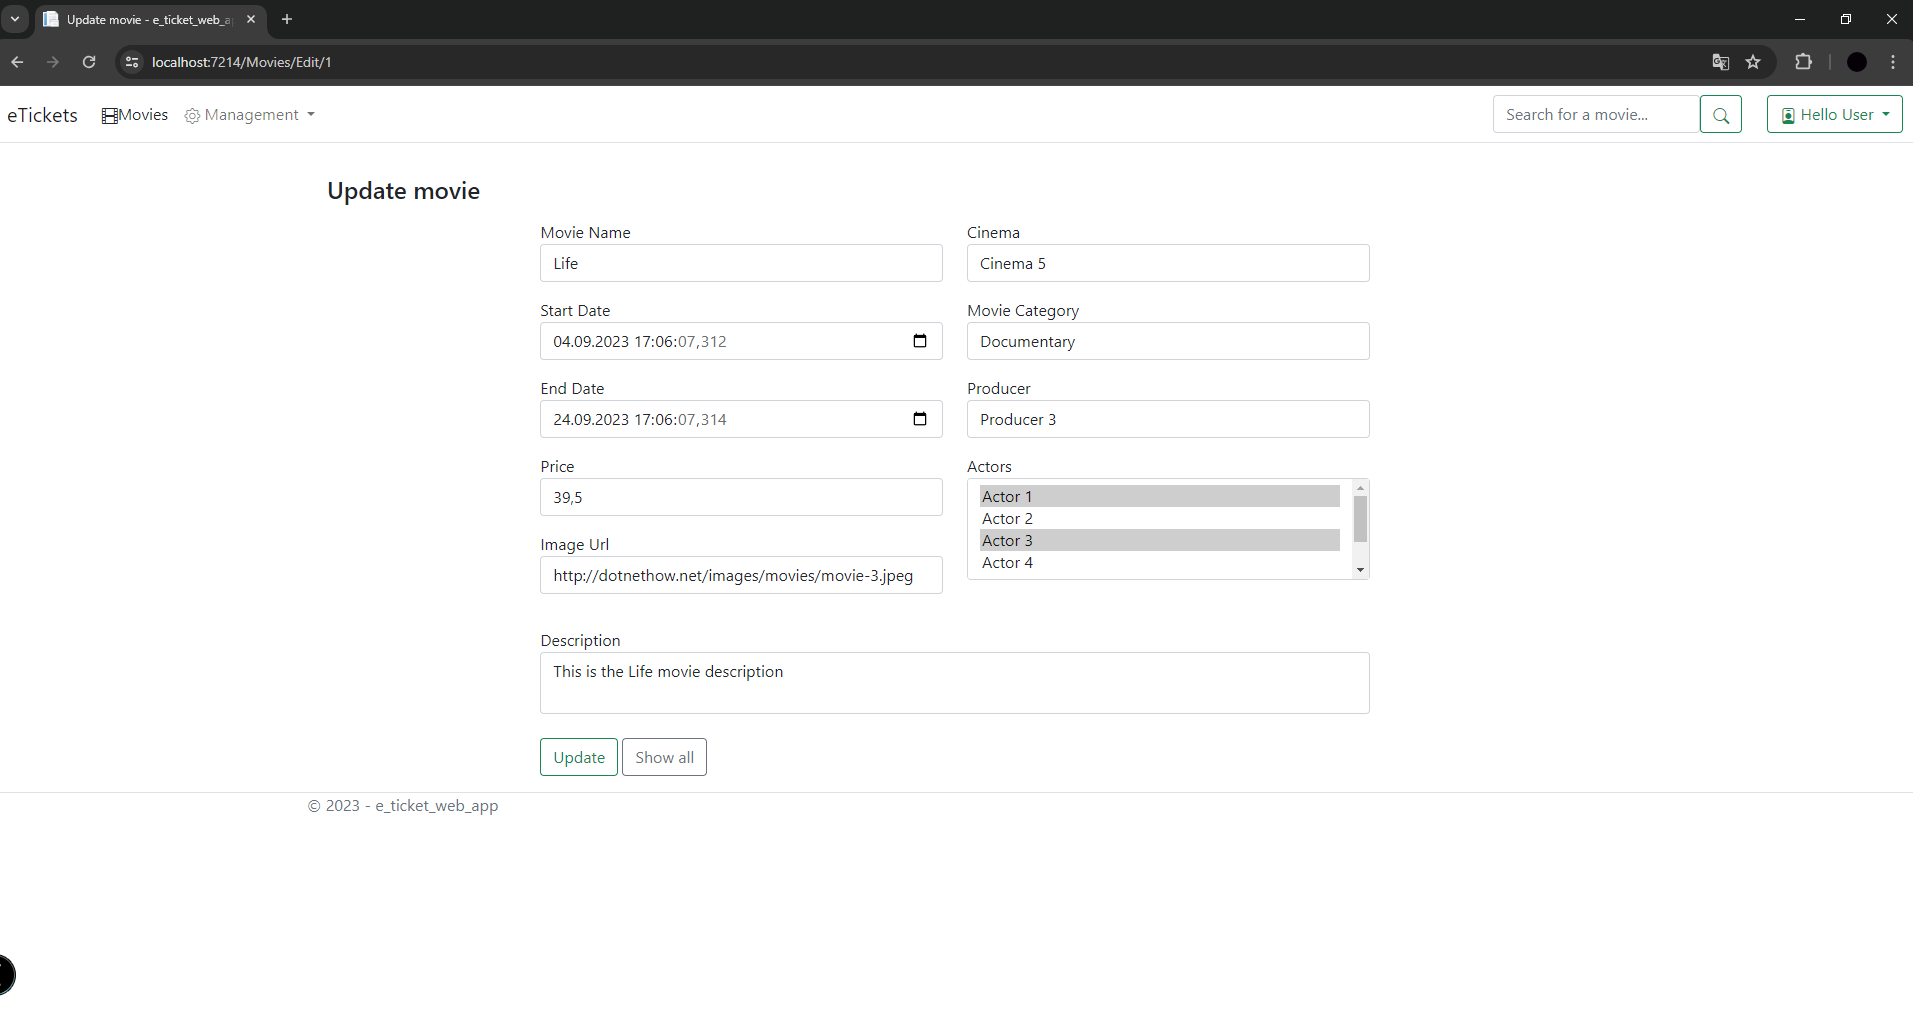 Update movie - e_ticket_web_a
localhost:7214/Movies/Edit/1
eTickets Movies Management Search for a movie... Hello User
Update movie
Movie Name
Life
Cinema
Cinema 5
Start Date
04.09.2023 17:06:07,312
Movie Category
Documentary
End Date
24.09.2023 17:06:07,314
Producer
Producer 3
Price
39,5
Actors
Actor 1
Actor 2
Actor 3
Actor 4
Image Url
http://dotnethow.net/images/movies/movie-3.jpeg
Description
This is the Life movie description
Update Show all
© 2023 - e_ticket_web_app